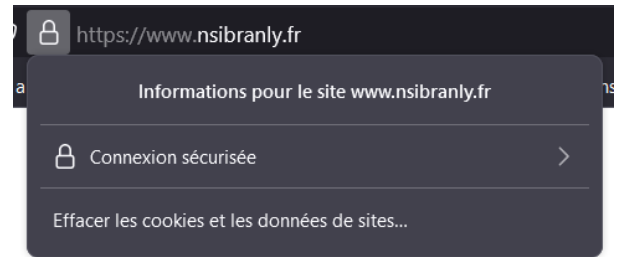 https://www.nsibranly.fr
Informations pour le site www.nsibranly.fr
Connexion sécurisée
Effacer les cookies et les données de sites...